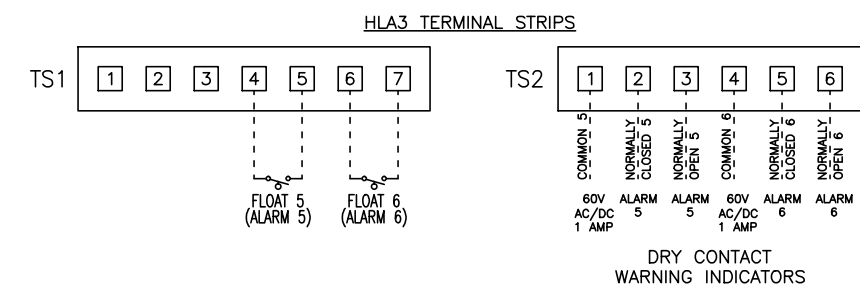 HLA3 TERMINAL STRIPS
TS1 1 2 3 4 5 6 7
FLOAT 5
(ALARM 5)
FLOAT 6
(ALARM 6)
TS2 1 2 3 4 5 6
COMMON 5
NORMALLY
CLOSED 5
NORMALLY
OPEN 5
COMMON 6
NORMALLY
CLOSED 6
NORMALLY
OPEN 6
60V
AC/DC
1 AMP
ALARM
5
ALARM
5
60V
AC/DC
1 AMP
ALARM
6
ALARM
6
DRY CONTACT
WARNING INDICATORS